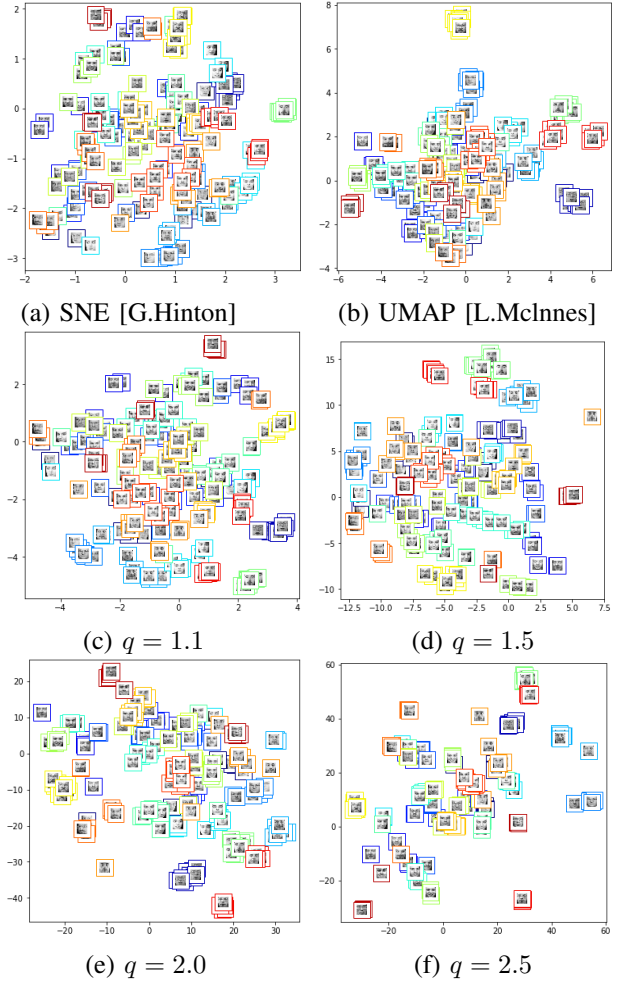 2
1
0
−1
−2
−3
−2 −1 0 1 2 3
(a) SNE [G.Hinton]
8
6
4
2
0
−2
−4
−6 −4 −2 0 2 4 6
(b) UMAP [L.McInnes]
2
0
−2
−4
−4 −2 0 2 4
(c) q = 1.1
15
10
5
0
−5
−10
−12.5 −10.0 −7.5 −5.0 −2.5 0.0 2.5 5.0 7.5
(d) q = 1.5
20
10
0
−10
−20
−30
−40
−20 −10 0 10 20 30
(e) q = 2.0
60
40
20
0
−20
−20 0 20 40 60
(f) q = 2.5